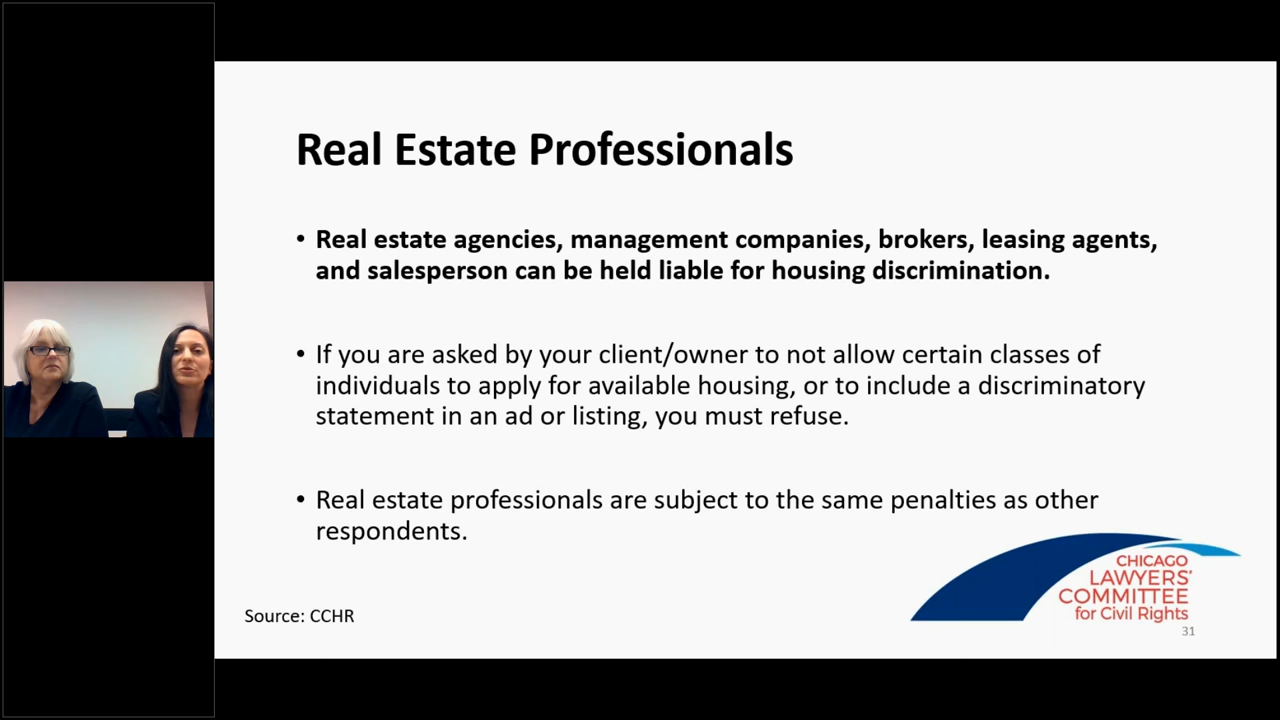 Real Estate Professionals
• Real estate agencies, management companies, brokers, leasing agents,
and salesperson can be held liable for housing discrimination.
• If you are asked by your client/owner to not allow certain classes of
individuals to apply for available housing, or to include a discriminatory
statement in an ad or listing, you must refuse.
• Real estate professionals are subject to the same penalties as other
respondents.
CHICAGO
LAWYERS'
COMMITTEE
for Civil Rights
Source: CCHR
31